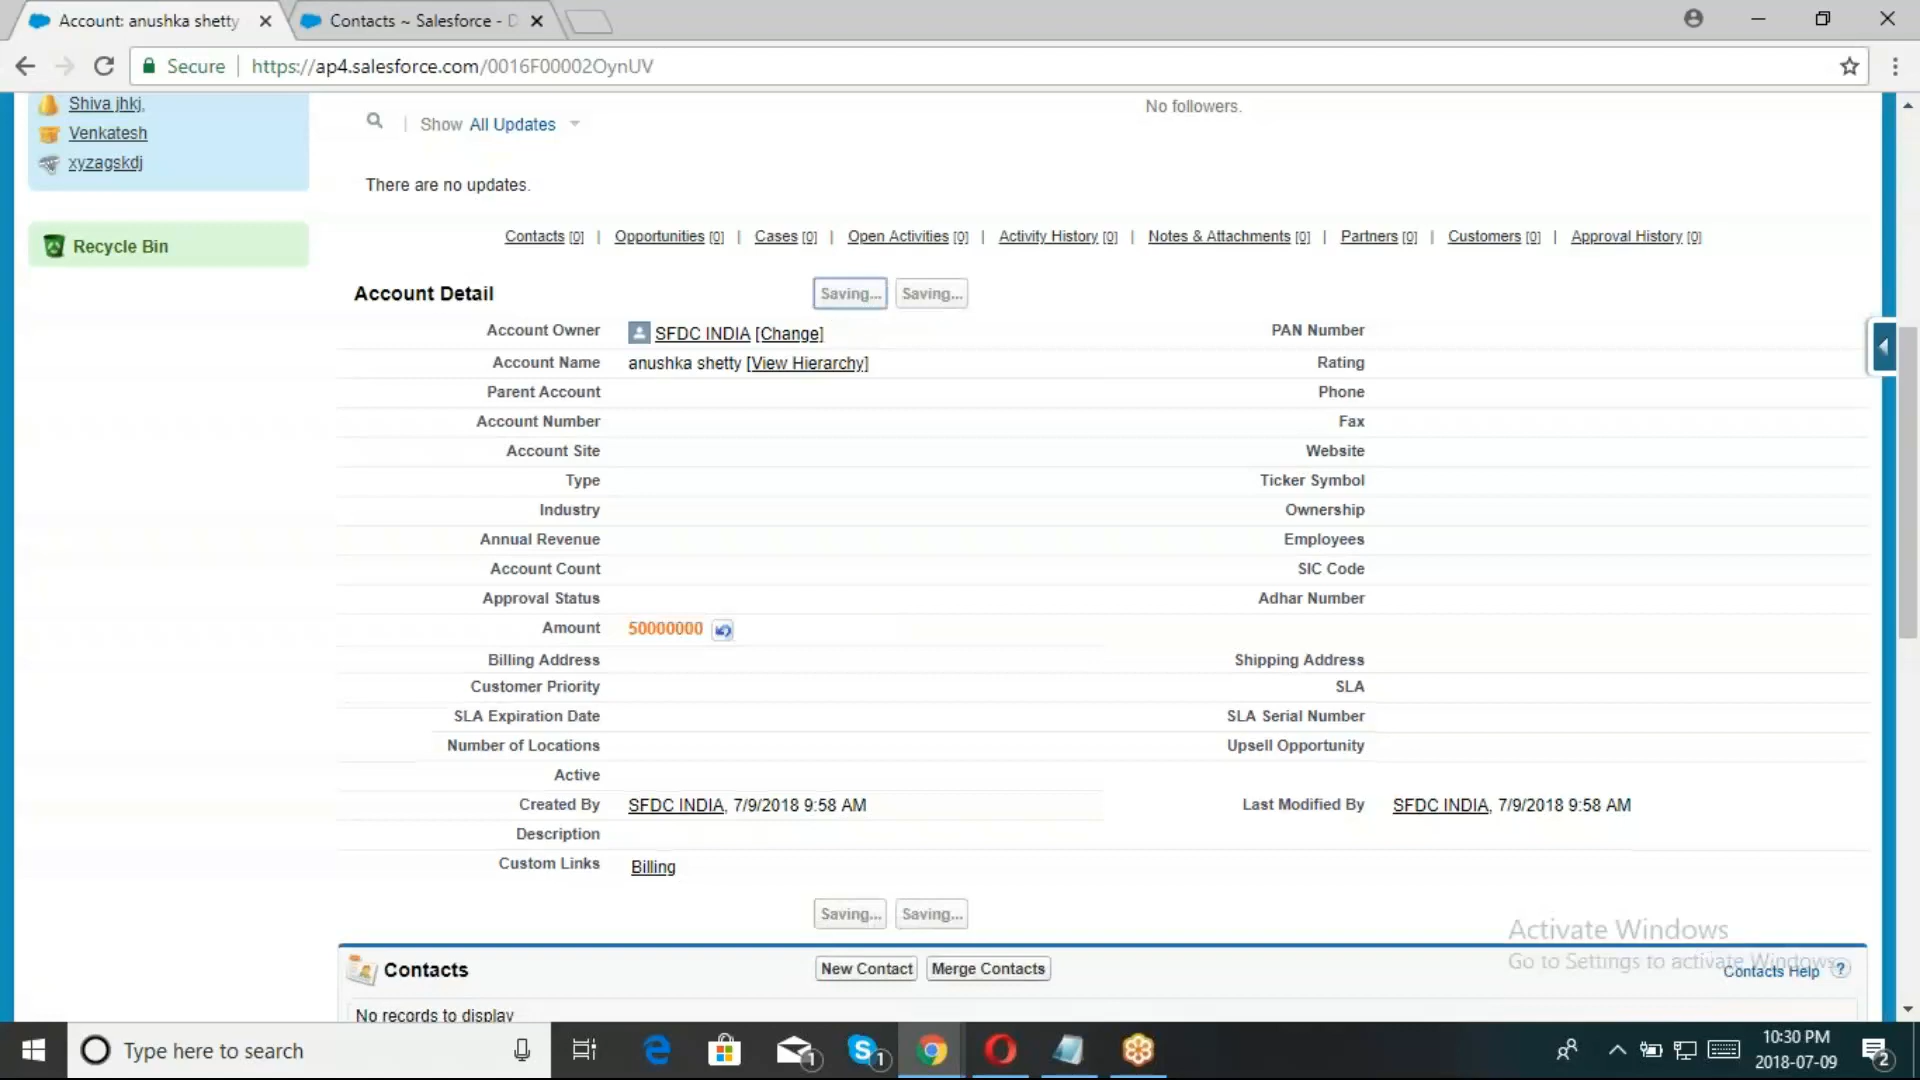 Account: anushka shetty
Contacts ~ Salesforce - D
Secure
https://ap4.salesforce.com/0016F00002OynUV
Shiva jhkj,
Venkatesh
xyzagskdj
Recycle Bin
No followers.
Show All Updates
There are no updates.
Contacts [0] | Opportunities [0] | Cases [0] | Open Activities [0] | Activity History [0] | Notes & Attachments [0] | Partners [0] | Customers [0] | Approval History [0]
Account Detail
Saving... Saving...
Account Owner SFDC INDIA [Change] PAN Number
Account Name anushka shetty [View Hierarchy] Rating
Parent Account Phone
Account Number Fax
Account Site Website
Type Ticker Symbol
Industry Ownership
Annual Revenue Employees
Account Count SIC Code
Approval Status Adhar Number
Amount 50000000
Billing Address Shipping Address
Customer Priority SLA
SLA Expiration Date SLA Serial Number
Number of Locations Upsell Opportunity
Active
Created By SFDC INDIA, 7/9/2018 9:58 AM Last Modified By SFDC INDIA, 7/9/2018 9:58 AM
Description
Custom Links Billing
Saving... Saving...
Activate Windows
Go to Settings to activate Windows.
Contacts
New Contact Merge Contacts
Contacts Help ?
No records to display
Type here to search
1
1
10:30 PM
2018-07-09
2